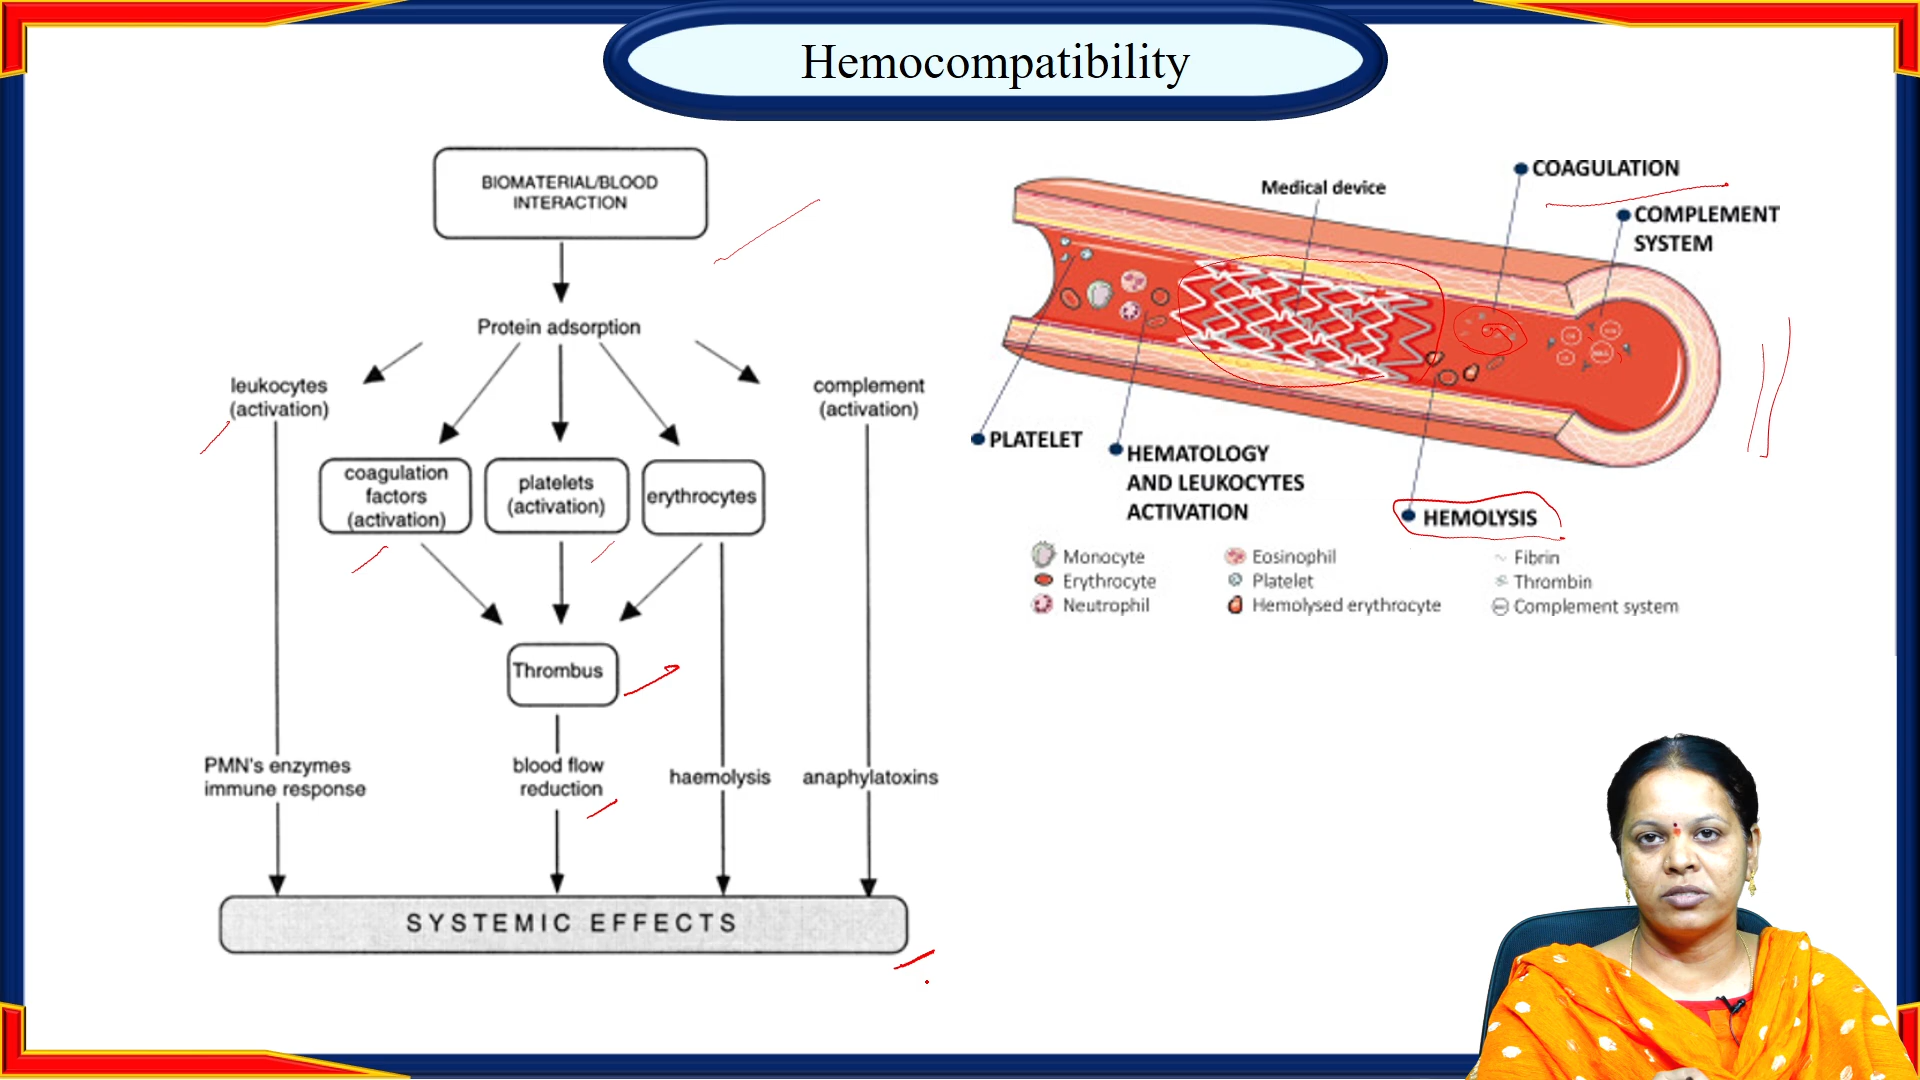 Hemocompatibility
BIOMATERIAL/BLOOD
INTERACTION
Protein adsorption
leukocytes
(activation)
complement
(activation)
coagulation
factors
(activation)
platelets
(activation)
erythrocytes
Thrombus
PMN's enzymes
immune response
blood flow
reduction
haemolysis
anaphylatoxins
SYSTEMIC EFFECTS
Medical device
COAGULATION
COMPLEMENT
SYSTEM
PLATELET
HEMATOLOGY
AND LEUKOCYTES
ACTIVATION
HEMOLYSIS
Monocyte
Erythrocyte
Neutrophil
Eosinophil
Platelet
Hemolysed erythrocyte
Fibrin
Thrombin
Complement system